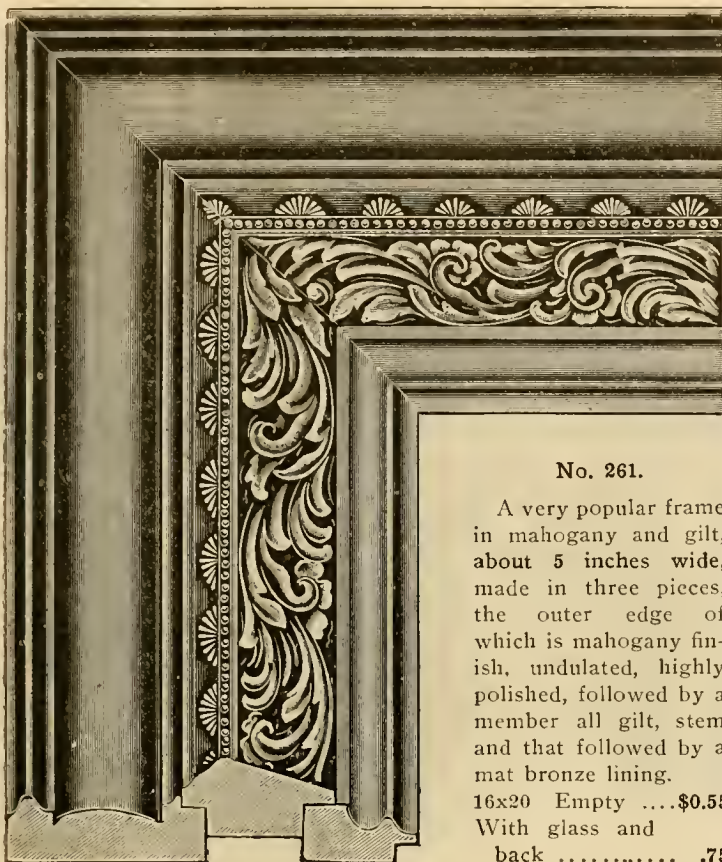 No. 261.
A very popular frame
in mahogany and gilt,
about 5 inches wide,
made in three pieces,
the outer edge of
which is mahogany fin-
ish, undulated, highly
polished, followed by a
member all gilt, stem
and that followed by a
mat bronze lining.
16x20 Empty ....$0.55
With glass and
back ............ .75